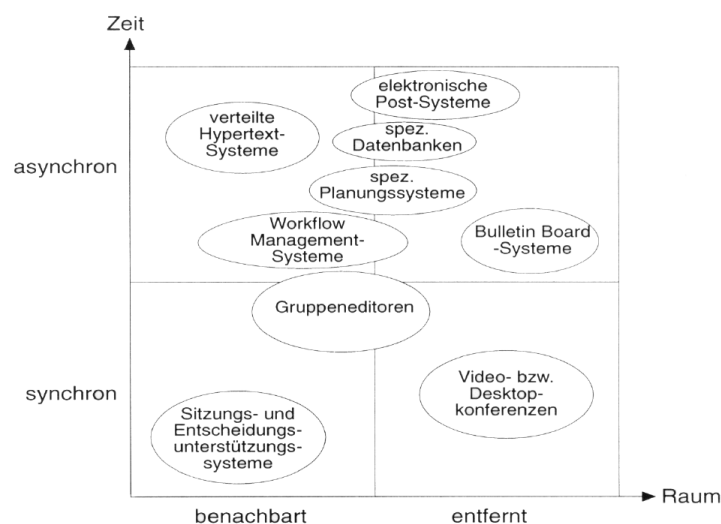 Zeit
elektronische
Post-Systeme
verteilte
Hypertext-
Systeme
spez.
Datenbanken
asynchron
spez.
Planungssysteme
Workflow
Management-
Systeme
Bulletin Board
-Systeme
Gruppeneditoren
synchron
Video- bzw.
Desktop-
konferenzen
Sitzungs- und
Entscheidungs-
unterstützungs-
systeme
Raum
benachbart
entfernt